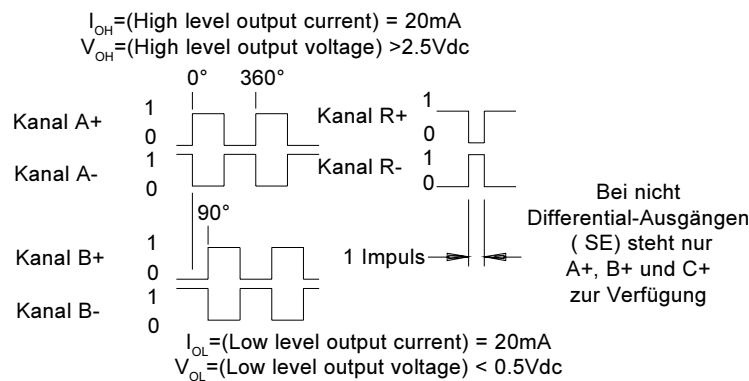 I_OH=(High level output current) = 20mA
V_OH=(High level output voltage) >2.5Vdc
0° 360°
Kanal A+ 1 0
Kanal A- 1 0
Kanal R+ 1 0
Kanal R- 1 0
90°
Kanal B+ 1 0
Kanal B- 1 0
1 Impuls
Bei nicht
Differential-Ausgängen
( SE) steht nur
A+, B+ und C+
zur Verfügung
I_OL=(Low level output current) = 20mA
V_OL=(Low level output voltage) < 0.5Vdc